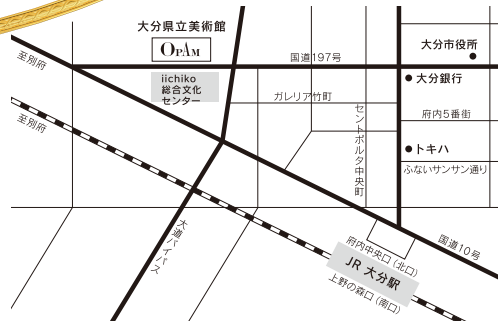 大分県立美術館
OPAM
至別府
国道197号
大分市役所
iichiko
総合文化
センター
大分銀行
ガレリア竹町
府内5番街
至別府
セントポルタ中央町
トキハ
ふないサンサン通り
大道バイパス
府内中央口(北口)
国道10号
JR 大分駅
上野の森口(南口)